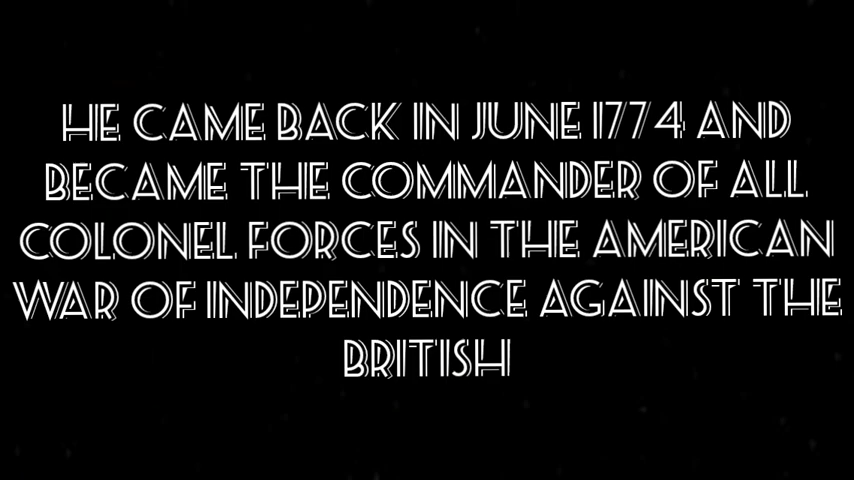 HE CAME BACK IN JUNE 1774 AND
BECAME THE COMMANDER OF ALL
COLONEL FORCES IN THE AMERICAN
WAR OF INDEPENDENCE AGAINST THE
BRITISH